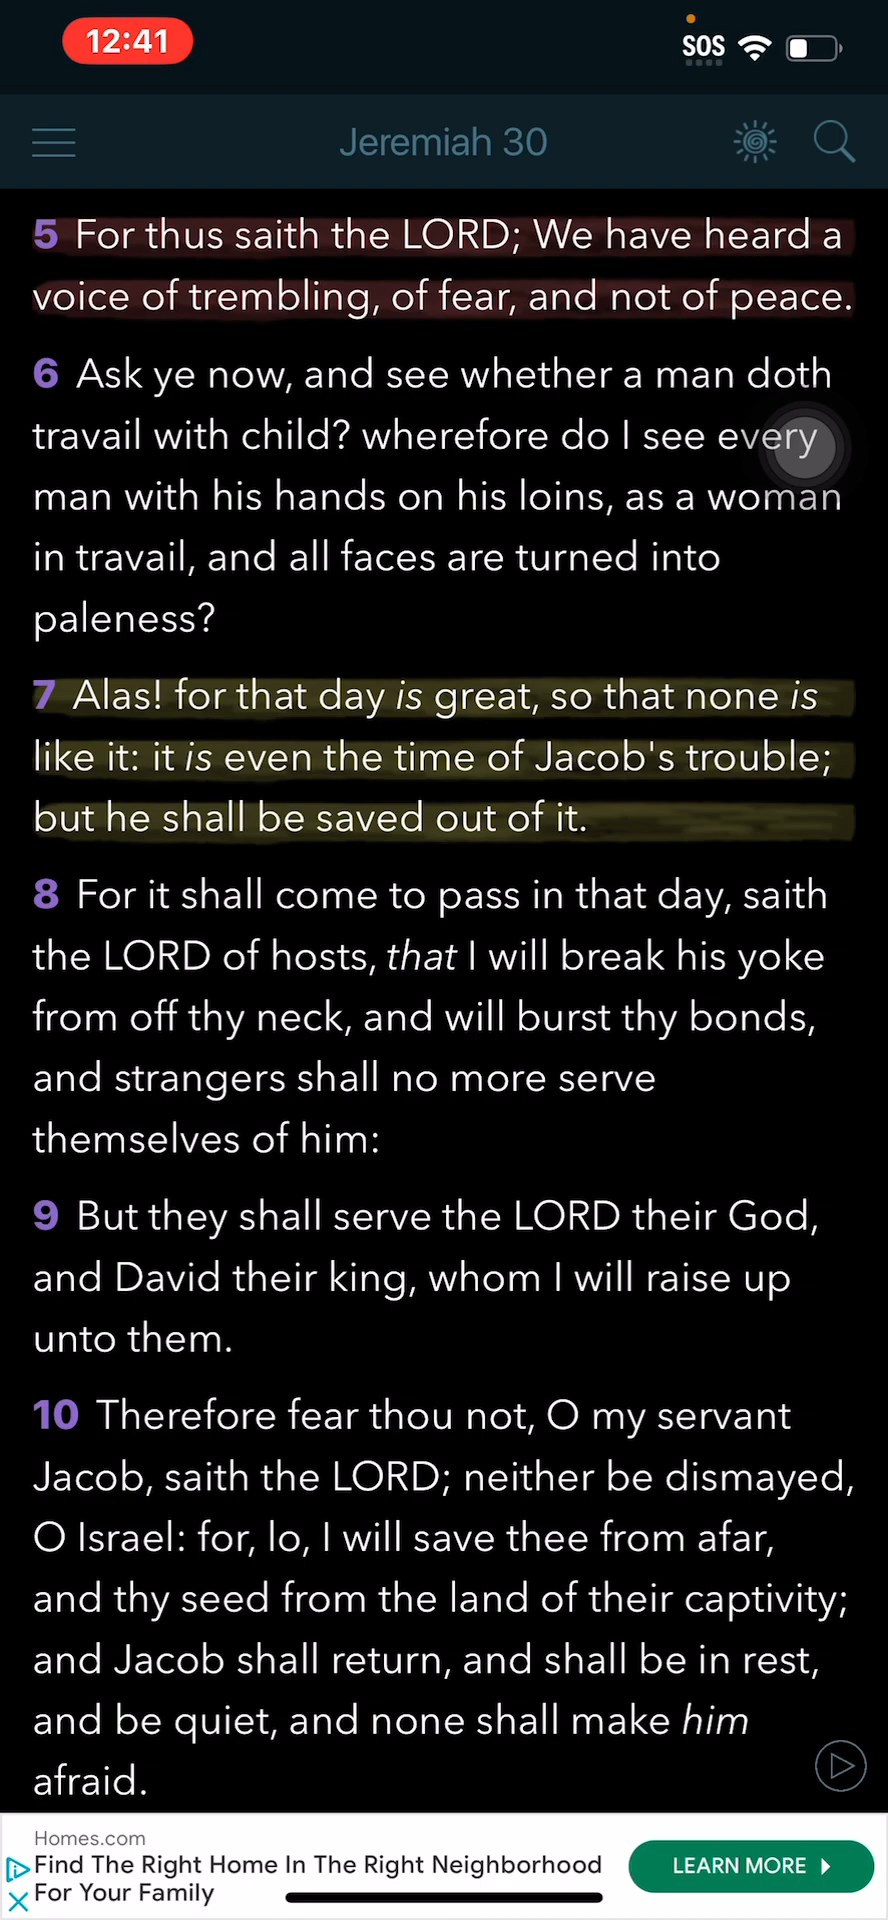 12:41
SOS
Jeremiah 30
5 For thus saith the LORD; We have heard a
voice of trembling, of fear, and not of peace.
6 Ask ye now, and see whether a man doth
travail with child? wherefore do I see every
man with his hands on his loins, as a woman
in travail, and all faces are turned into
paleness?
7 Alas! for that day is great, so that none is
like it: it is even the time of Jacob's trouble;
but he shall be saved out of it.
8 For it shall come to pass in that day, saith
the LORD of hosts, that I will break his yoke
from off thy neck, and will burst thy bonds,
and strangers shall no more serve
themselves of him:
9 But they shall serve the LORD their God,
and David their king, whom I will raise up
unto them.
10 Therefore fear thou not, O my servant
Jacob, saith the LORD; neither be dismayed,
O Israel: for, lo, I will save thee from afar,
and thy seed from the land of their captivity;
and Jacob shall return, and shall be in rest,
and be quiet, and none shall make him
afraid.
Homes.com
Find The Right Home In The Right Neighborhood
For Your Family
LEARN MORE